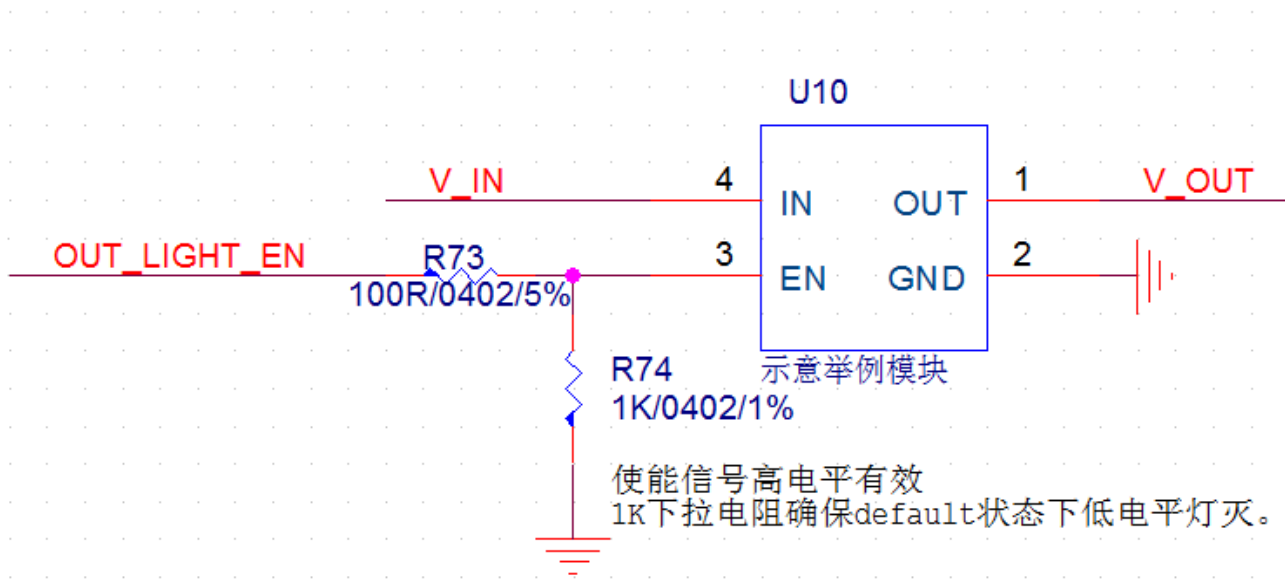 U10
V_IN
4
IN
OUT
1
V_OUT
OUT_LIGHT_EN
R73
100R/0402/5%
3
EN
GND
2
R74
1K/0402/1%
示意举例模块
使能信号高电平有效
1K下拉电阻确保default状态下低电平灯灭。